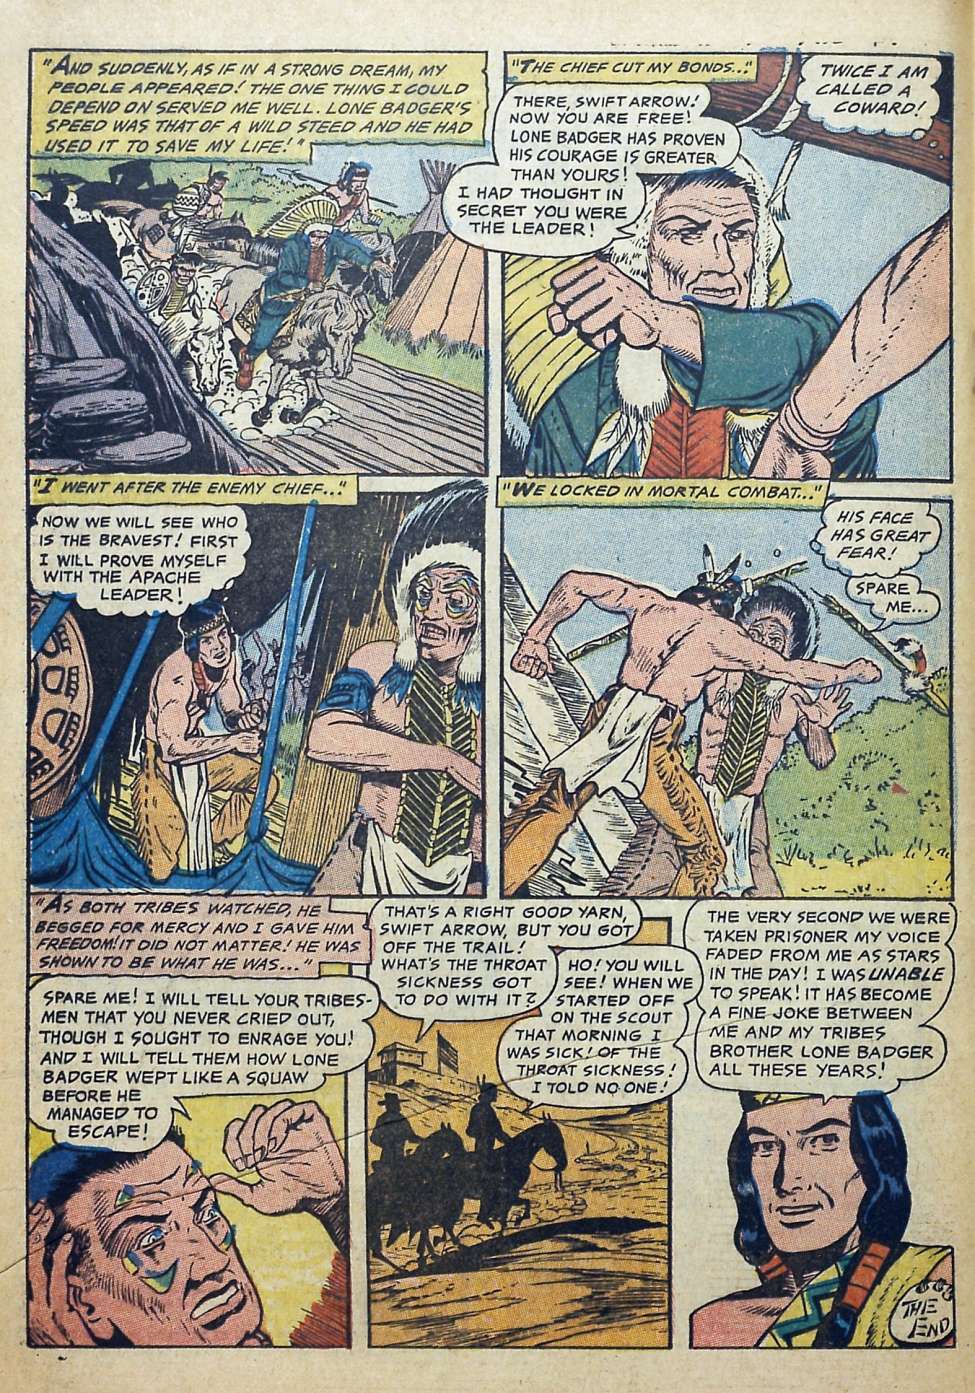 "AND SUDDENLY, AS IF IN A STRONG DREAM, MY
PEOPLE APPEARED! THE ONE THING I COULD
DEPEND ON SERVED ME WELL. LONE BADGER'S
SPEED WAS THAT OF A WILD STEED AND HE HAD
USED IT TO SAVE MY LIFE!"
"THE CHIEF CUT MY BONDS..."
THERE, SWIFT ARROW!
NOW YOU ARE FREE!
LONE BADGER HAS PROVEN
HIS COURAGE IS GREATER
THAN YOURS!
I HAD THOUGHT IN
SECRET YOU WERE
THE LEADER!
TWICE I AM
CALLED A
COWARD!
"I WENT AFTER THE ENEMY CHIEF..."
NOW WE WILL SEE WHO
IS THE BRAVEST! FIRST
I WILL PROVE MYSELF
WITH THE APACHE
LEADER!
"WE LOCKED IN MORTAL COMBAT..."
HIS FACE
HAS GREAT
FEAR!
SPARE
ME...
"AS BOTH TRIBES WATCHED, HE
BEGGED FOR MERCY AND I GAVE HIM
FREEDOM! IT DID NOT MATTER! HE WAS
SHOWN TO BE WHAT HE WAS..."
SPARE ME! I WILL TELL YOUR TRIBES-
MEN THAT YOU NEVER CRIED OUT,
THOUGH I SOUGHT TO ENRAGE YOU!
AND I WILL TELL THEM HOW LONE
BADGER WEPT LIKE A SQUAW
BEFORE HE
MANAGED TO
ESCAPE!
THAT'S A RIGHT GOOD YARN,
SWIFT ARROW, BUT YOU GOT
OFF THE TRAIL!
WHAT'S THE THROAT
SICKNESS GOT
TO DO WITH IT?
HO! YOU WILL
SEE! WHEN WE
STARTED OFF
ON THE SCOUT
THAT MORNING I
WAS SICK! OF THE
THROAT SICKNESS!
I TOLD NO ONE!
THE VERY SECOND WE WERE
TAKEN PRISONER MY VOICE
FADED FROM ME AS STARS
IN THE DAY! I WAS UNABLE
TO SPEAK! IT HAS BECOME
A FINE JOKE BETWEEN
ME AND MY TRIBES
BROTHER LONE BADGER
ALL THESE YEARS!
THE
END